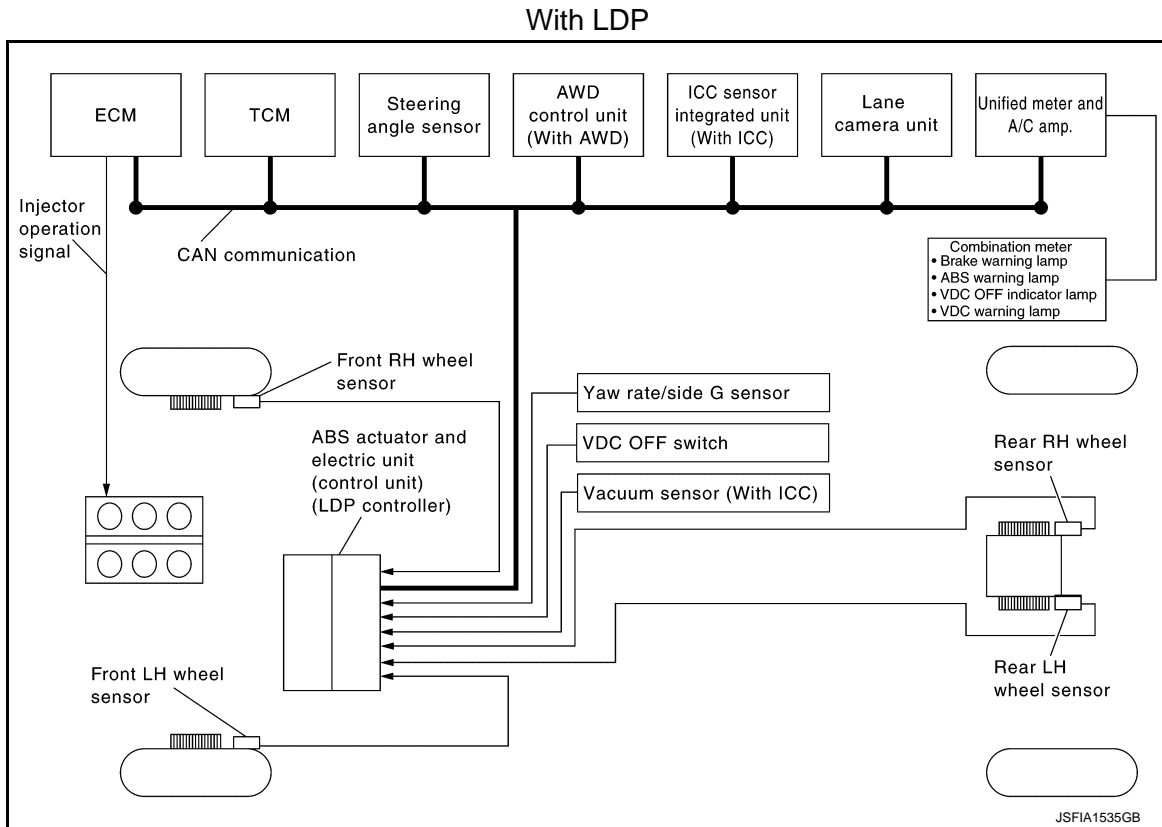 With LDP
ECM
TCM
Steering
angle sensor
AWD
control unit
(With AWD)
ICC sensor
integrated unit
(With ICC)
Lane
camera unit
Unified meter and
A/C amp.
Injector
operation
signal
CAN communication
Combination meter
• Brake warning lamp
• ABS warning lamp
• VDC OFF indicator lamp
• VDC warning lamp
Front RH wheel
sensor
Yaw rate/side G sensor
ABS actuator and
electric unit
(control unit)
(LDP controller)
VDC OFF switch
Vacuum sensor (With ICC)
Rear RH wheel
sensor
Front LH wheel
sensor
Rear LH
wheel sensor
JSFIA1535GB